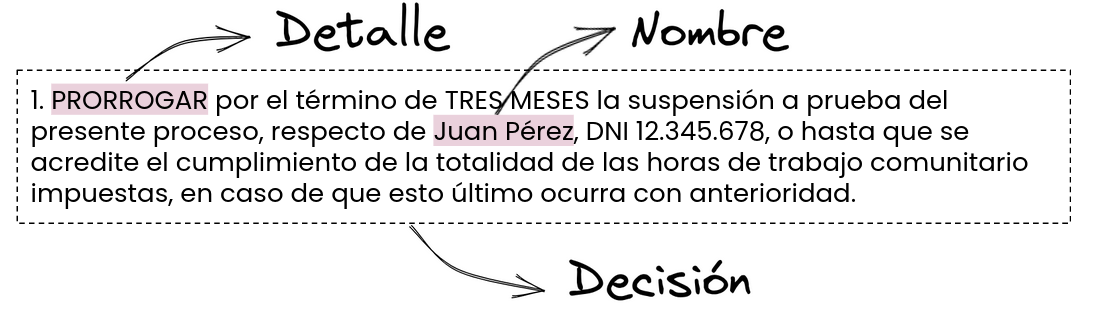 Detalle
Nombre
1. PRORROGAR por el término de TRES MESES la suspensión a prueba del
presente proceso, respecto de Juan Pérez, DNI 12.345.678, o hasta que se
acredite el cumplimiento de la totalidad de las horas de trabajo comunitario
impuestas, en caso de que esto último ocurra con anterioridad.
Decisión